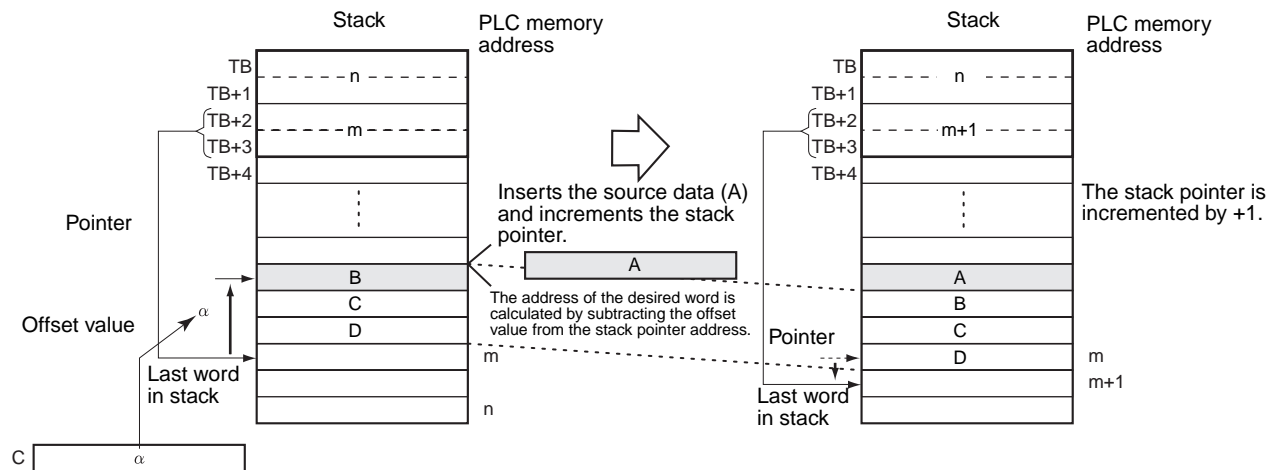 Stack
PLC memory
address
TB
n
TB+1
TB+2
m
TB+3
TB+4
Pointer
B
C
D
Offset value
α
m
Last word
in stack
n
C
α
Inserts the source data (A)
and increments the stack
pointer.
A
The address of the desired word is
calculated by subtracting the offset
value from the stack pointer address.
Stack
PLC memory
address
TB
n
TB+1
TB+2
m+1
TB+3
TB+4
The stack pointer is
incremented by +1.
A
B
C
Pointer
D
m
m+1
Last word
in stack